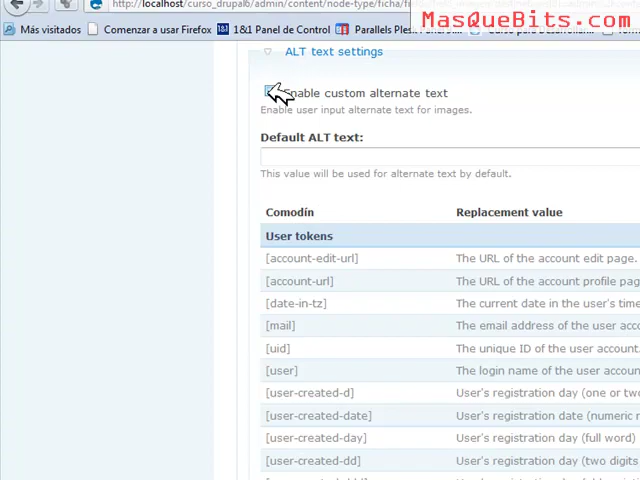 http://localhost/curso_drupal6/admin/content/node-type/ficha/
MasQueBits.com
Más visitados Comenzar a usar Firefox 1&1 Panel de Control Parallels Plesk Panel
ALT text settings
Enable custom alternate text
Enable user input alternate text for images.
Default ALT text:
This value will be used for alternate text by default.
Comodín Replacement value
User tokens
[account-edit-url] The URL of the account edit page.
[account-url] The URL of the account profile pag
[date-in-tz] The current date in the user's time
[mail] The email address of the user acco
[uid] The unique ID of the user account.
[user] The login name of the user accoun
[user-created-d] User's registration day (one or two
[user-created-date] User's registration date (numeric r
[user-created-day] User's registration day (full word)
[user-created-dd] User's registration day (two digits